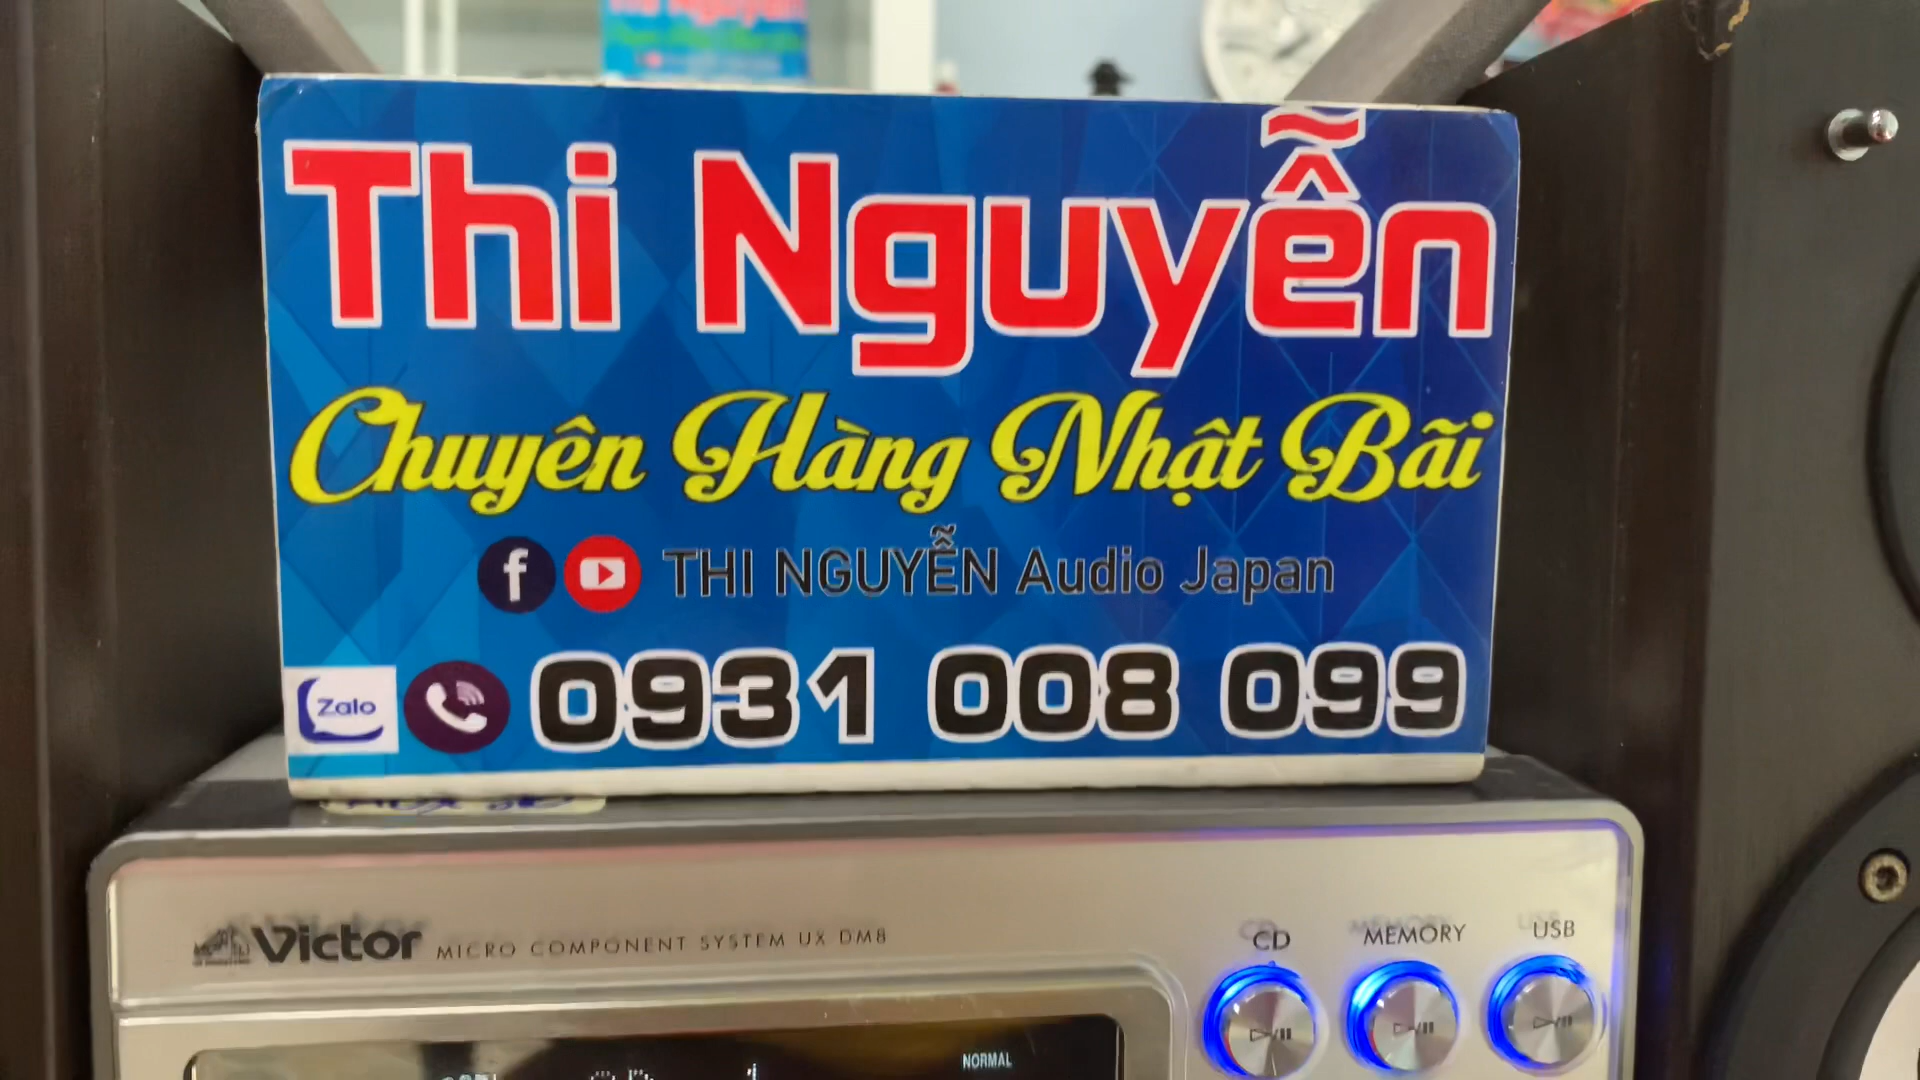 Thi Nguyễn
Chuyên Hàng Nhật Bãi
THI NGUYỄN Audio Japan
Zalo 0931 008 099
Victor MICRO COMPONENT SYSTEM UX DM8
CD MEMORY USB
NORMAL